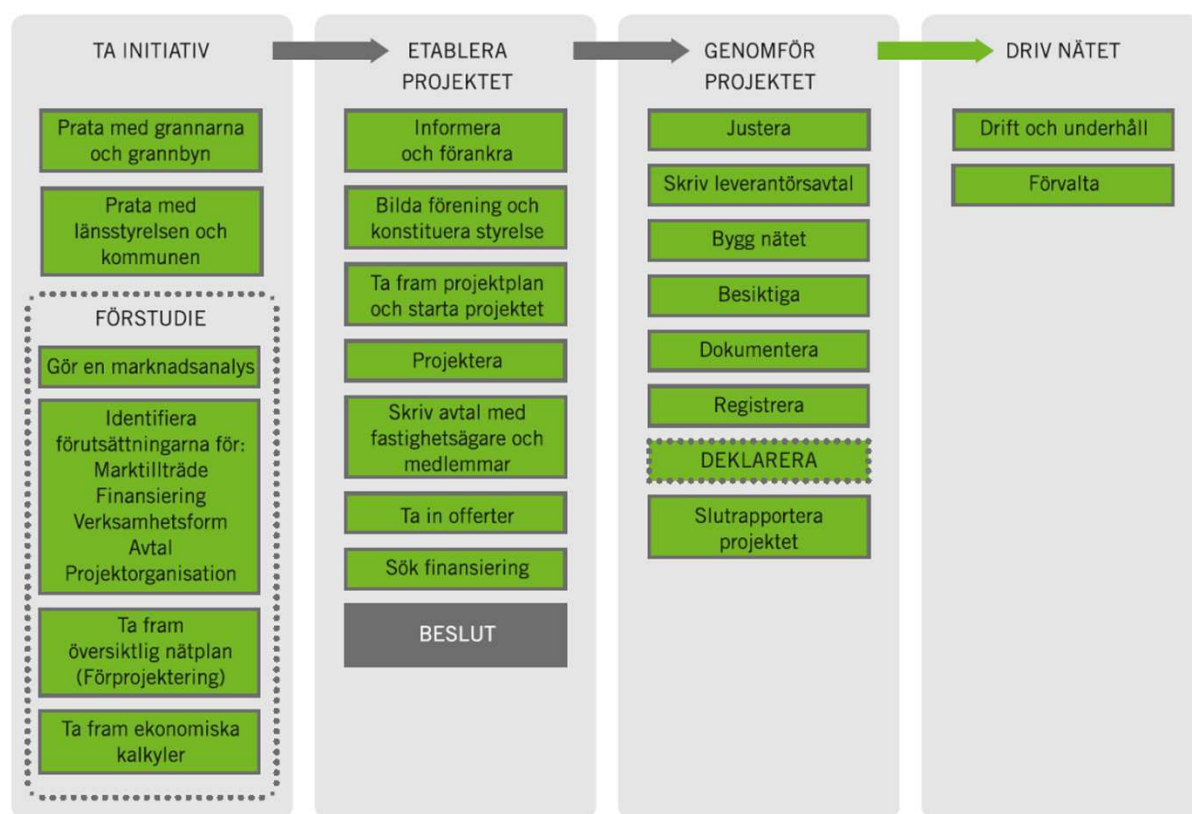 TA INITIATIV
Prata med grannarna
och grannbyn
Prata med
länsstyrelsen och
kommunen
FÖRSTUDIE
Gör en marknadsanalys
Identifiera
förutsättningarna för:
Marktillträde
Finansiering
Verksamhetsform
Avtal
Projektorganisation
Ta fram
översiktlig nätplan
(Förprojektering)
Ta fram ekonomiska
kalkyler
ETABLERA
PROJEKTET
Informera
och förankra
Bilda förening och
konstituera styrelse
Ta fram projektplan
och starta projektet
Projektera
Skriv avtal med
fastighetsägare och
medlemmar
Ta in offerter
Sök finansiering
BESLUT
GENOMFÖR
PROJEKTET
Justera
Skriv leverantörsavtal
Bygg nätet
Besiktiga
Dokumentera
Registrera
DEKLARERA
Slutrapportera
projektet
DRIV NÄTET
Drift och underhåll
Förvalta